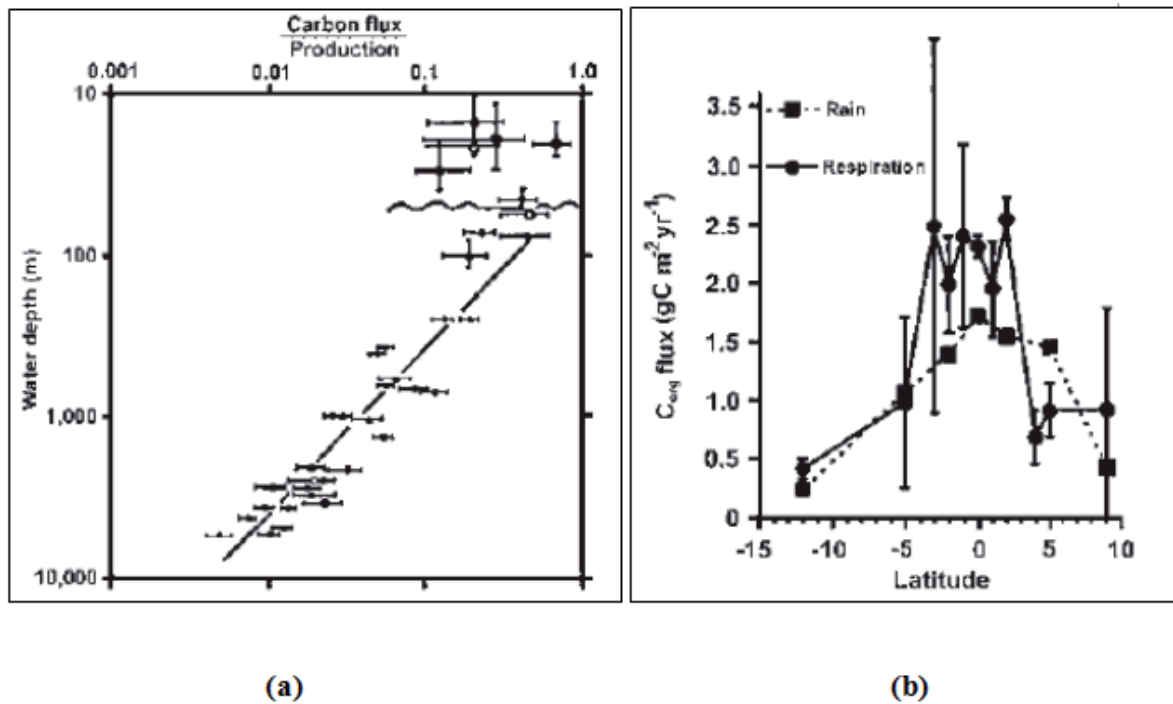 Carbon flux
Production
0.001 0.01 0.1 1.0
10
100
1,000
10,000
Water depth (m)
3.5
3.0
2.5
2.0
1.5
1.0
0.5
0
Rain
Respiration
C org flux (gC m-2 yr-1)
-15 -10 -5 0 5 10
Latitude
(a) (b)